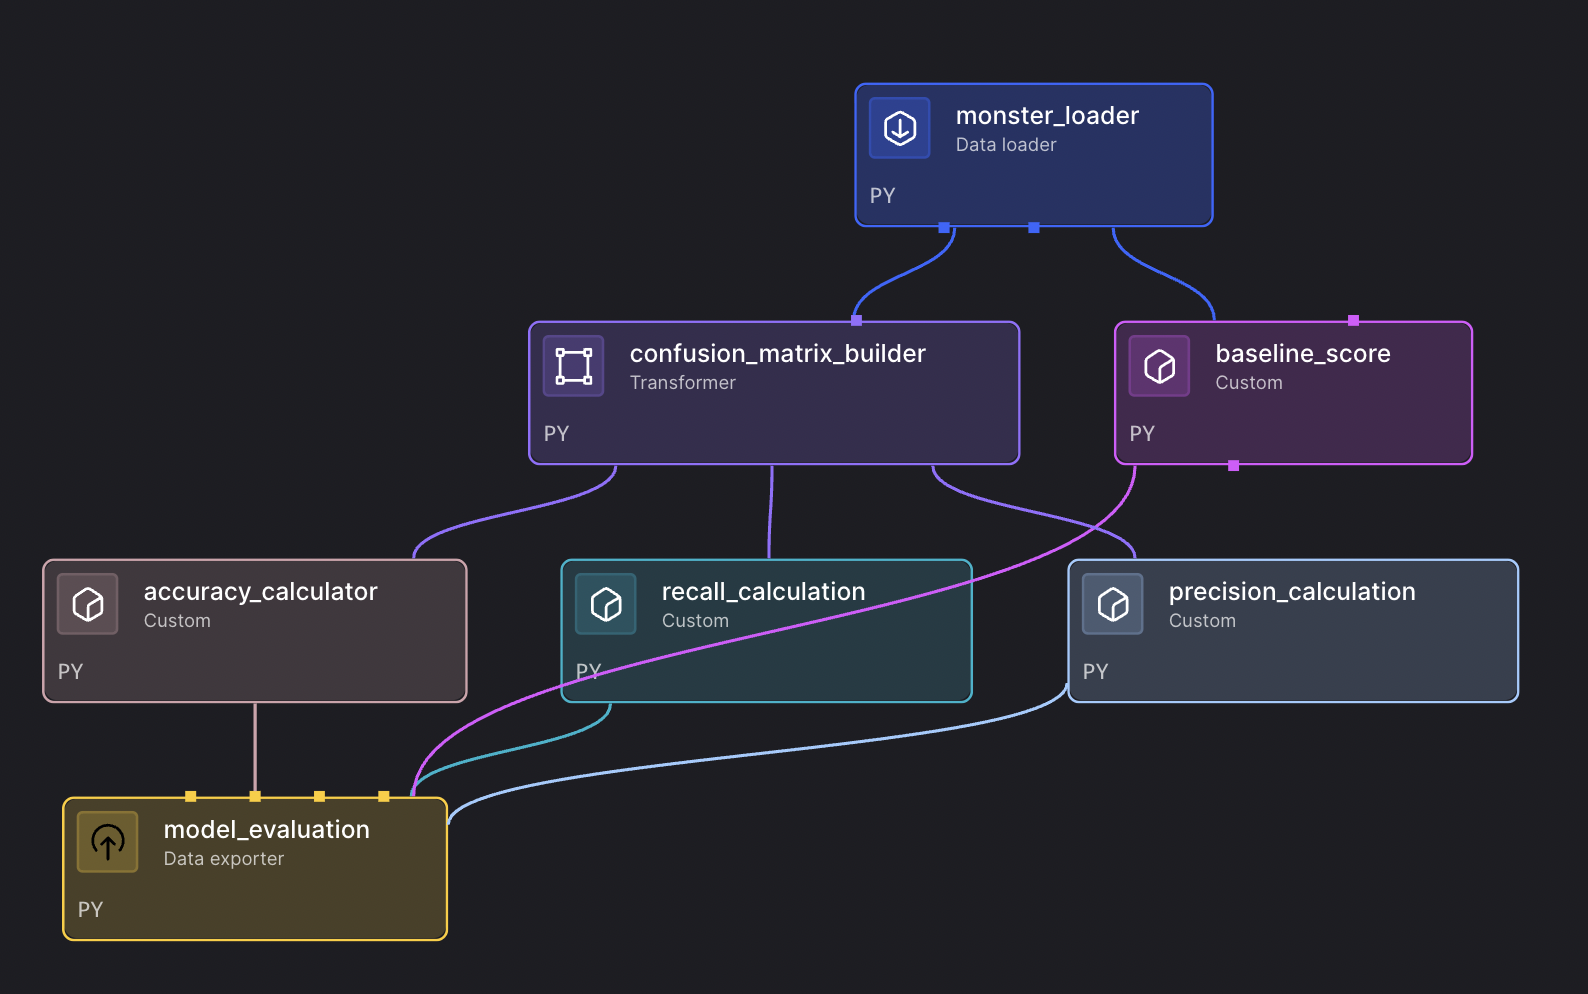 monster_loader
Data loader
PY
confusion_matrix_builder
Transformer
PY
baseline_score
Custom
PY
accuracy_calculator
Custom
PY
recall_calculation
Custom
PY
precision_calculation
Custom
PY
model_evaluation
Data exporter
PY